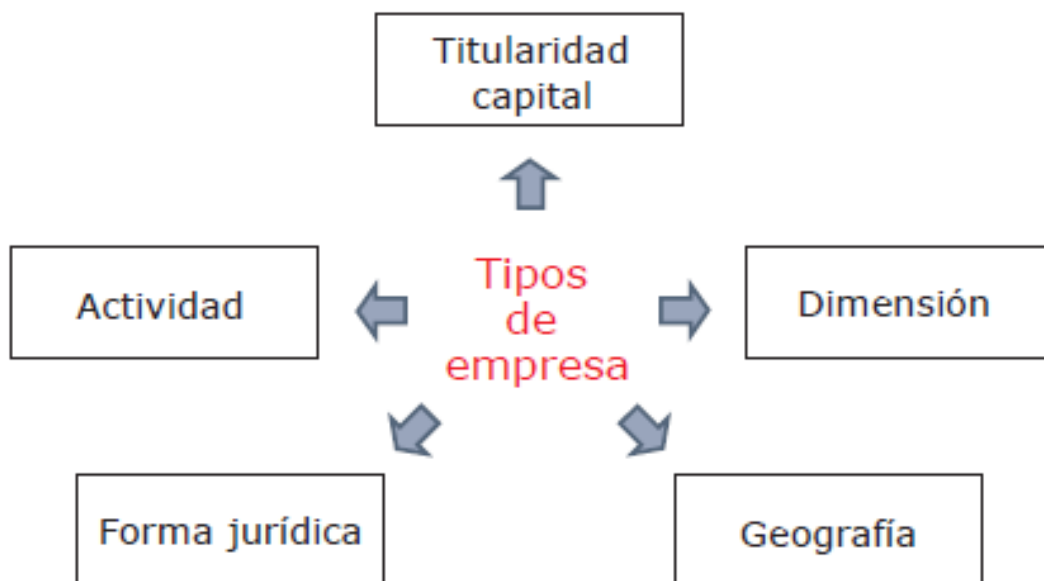 Titularidad
capital
Actividad
Tipos
de
empresa
Dimensión
Forma jurídica
Geografía